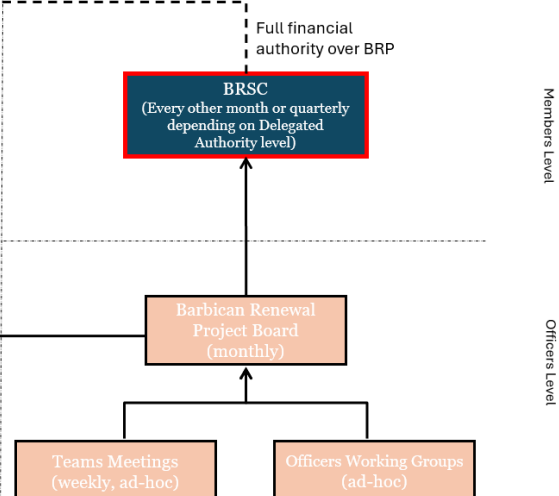 Full financial
authority over BRP
BRSC
(Every other month or quarterly
depending on Delegated
Authority level)
Members Level
Barbican Renewal
Project Board
(monthly)
Officers Level
Teams Meetings
(weekly, ad-hoc)
Officers Working Groups
(ad-hoc)